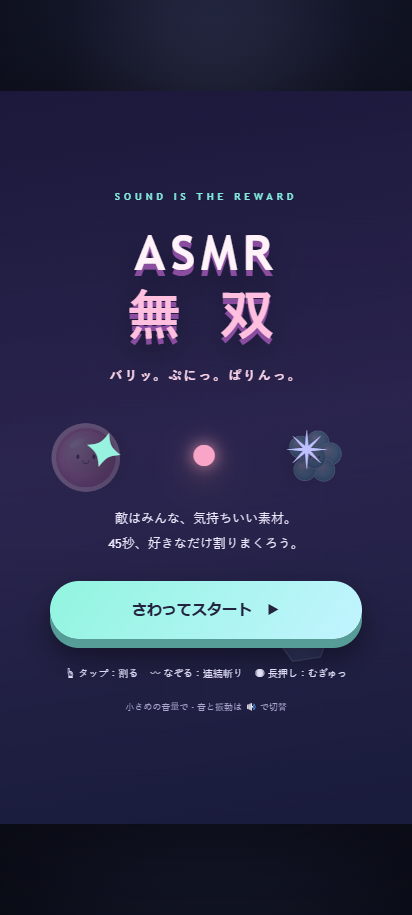 SOUND IS THE REWARD
ASMR
無双
バリッ。ぷにっ。ぱりんっ。
敵はみんな、気持ちいい素材。
45秒、好きなだけ割りまくろう。
さわってスタート ▶
👆 タップ：割る 〰 なぞる：連続斬り ⚪ 長押し：むぎゅっ
小さめの音量で・音と振動は 🔊 で切替